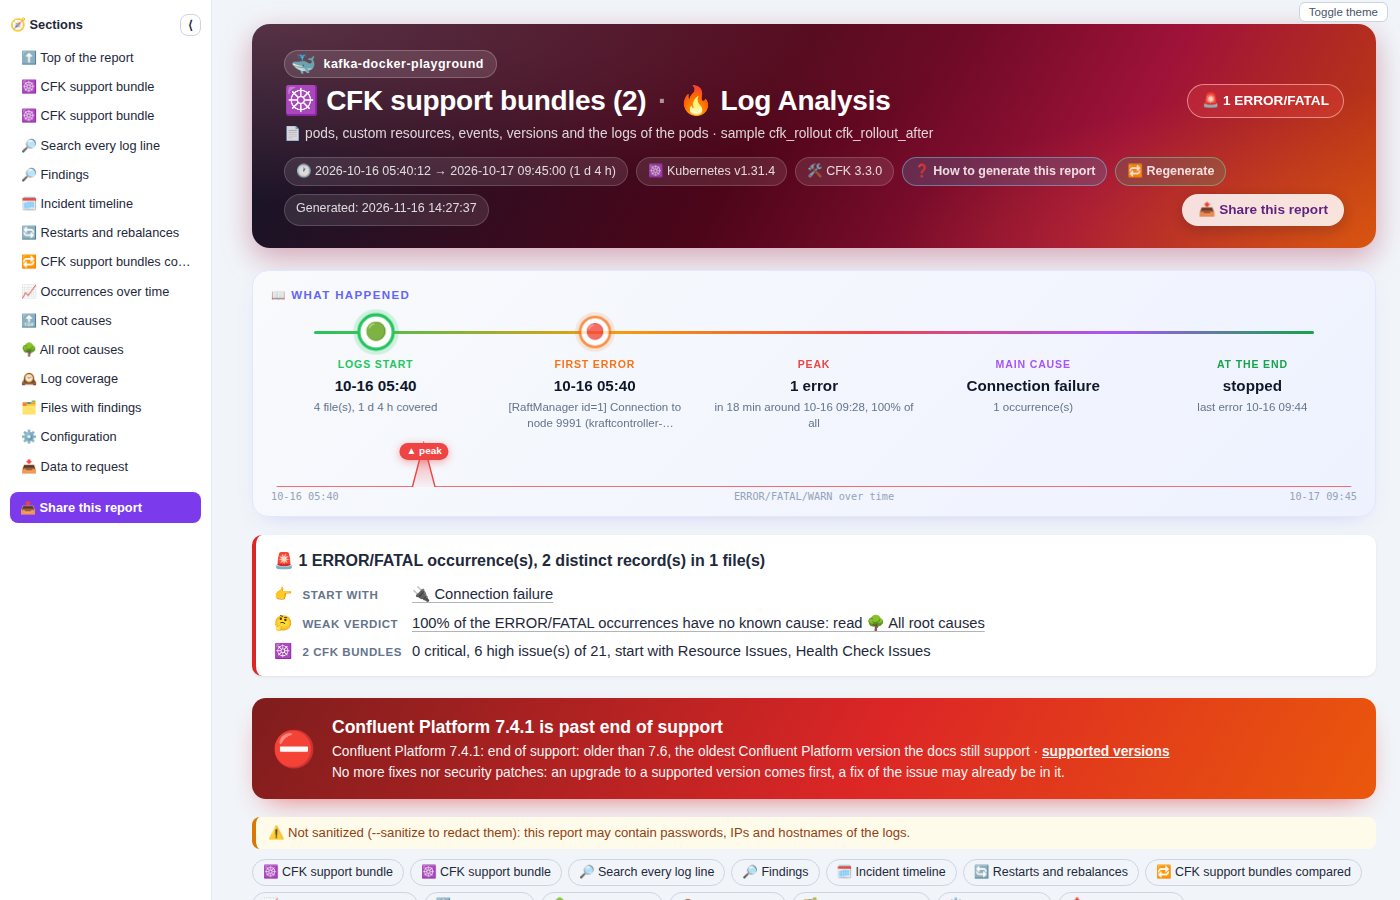 🧭 Sections
⟨
Toggle theme
⬆️ Top of the report
☸️ CFK support bundle
☸️ CFK support bundle
🔎 Search every log line
🔎 Findings
🗓️ Incident timeline
🔄 Restarts and rebalances
🔁 CFK support bundles co…
📈 Occurrences over time
🔝 Root causes
🌳 All root causes
🕰️ Log coverage
🗂️ Files with findings
⚙️ Configuration
📥 Data to request
📤 Share this report
🐳 kafka-docker-playground
☸️ CFK support bundles (2) · 🔥 Log Analysis
🚨 1 ERROR/FATAL
📄 pods, custom resources, events, versions and the logs of the pods · sample cfk_rollout cfk_rollout_after
🕐 2026-10-16 05:40:12 → 2026-10-17 09:45:00 (1 d 4 h)
☸️ Kubernetes v1.31.4
🛠️ CFK 3.3.0
❓ How to generate this report
🔁 Regenerate
Generated: 2026-11-16 14:27:37
📤 Share this report
📖 WHAT HAPPENED
LOGS START
10-16 05:40
4 file(s), 1 d 4 h covered
FIRST ERROR
10-16 05:40
[RaftManager id=1] Connection to
node 9991 (kraftcontroller-…
PEAK
1 error
in 18 min around 10-16 09:28, 100% of
all
MAIN CAUSE
Connection failure
1 occurrence(s)
AT THE END
stopped
last error 10-16 09:44
▲ peak
10-16 05:40
ERROR/FATAL/WARN over time
10-17 09:45
🚨 1 ERROR/FATAL occurrence(s), 2 distinct record(s) in 1 file(s)
👉 START WITH 🔌 Connection failure
🤔 WEAK VERDICT 100% of the ERROR/FATAL occurrences have no known cause: read 🌳 All root causes
☸️ 2 CFK BUNDLES 0 critical, 6 high issue(s) of 21, start with Resource Issues, Health Check Issues
Confluent Platform 7.4.1 is past end of support
Confluent Platform 7.4.1: end of support: older than 7.6, the oldest Confluent Platform version the docs still support · supported versions
No more fixes nor security patches: an upgrade to a supported version comes first, a fix of the issue may already be in it.
⚠️ Not sanitized (--sanitize to redact them): this report may contain passwords, IPs and hostnames of the logs.
☸️ CFK support bundle
☸️ CFK support bundle
🔎 Search every log line
🔎 Findings
🗓️ Incident timeline
🔄 Restarts and rebalances
🔁 CFK support bundles compared